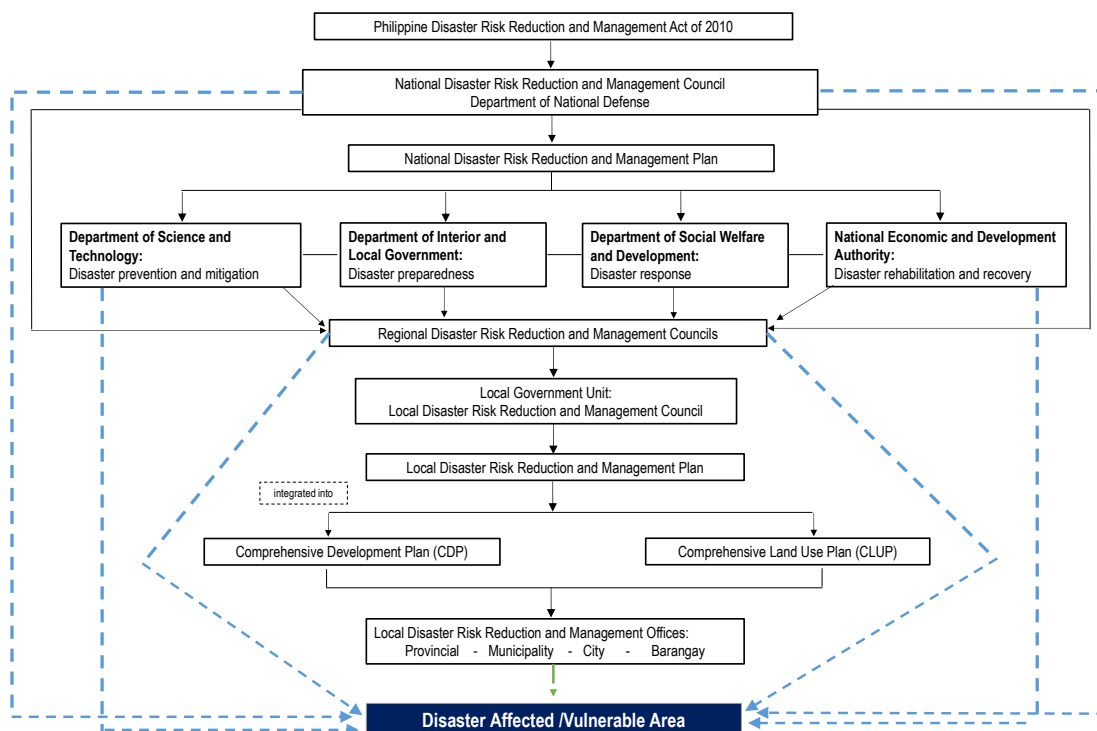 Philippine Disaster Risk Reduction and Management Act of 2010
National Disaster Risk Reduction and Management Council
Department of National Defense
National Disaster Risk Reduction and Management Plan
Department of Science and
Technology:
Disaster prevention and mitigation
Department of Interior and
Local Government:
Disaster preparedness
Department of Social Welfare
and Development:
Disaster response
National Economic and Development
Authority:
Disaster rehabilitation and recovery
Regional Disaster Risk Reduction and Management Councils
Local Government Unit:
Local Disaster Risk Reduction and Management Council
Local Disaster Risk Reduction and Management Plan
integrated into
Comprehensive Development Plan (CDP)
Comprehensive Land Use Plan (CLUP)
Local Disaster Risk Reduction and Management Offices:
Provincial - Municipality - City - Barangay
Disaster Affected /Vulnerable Area